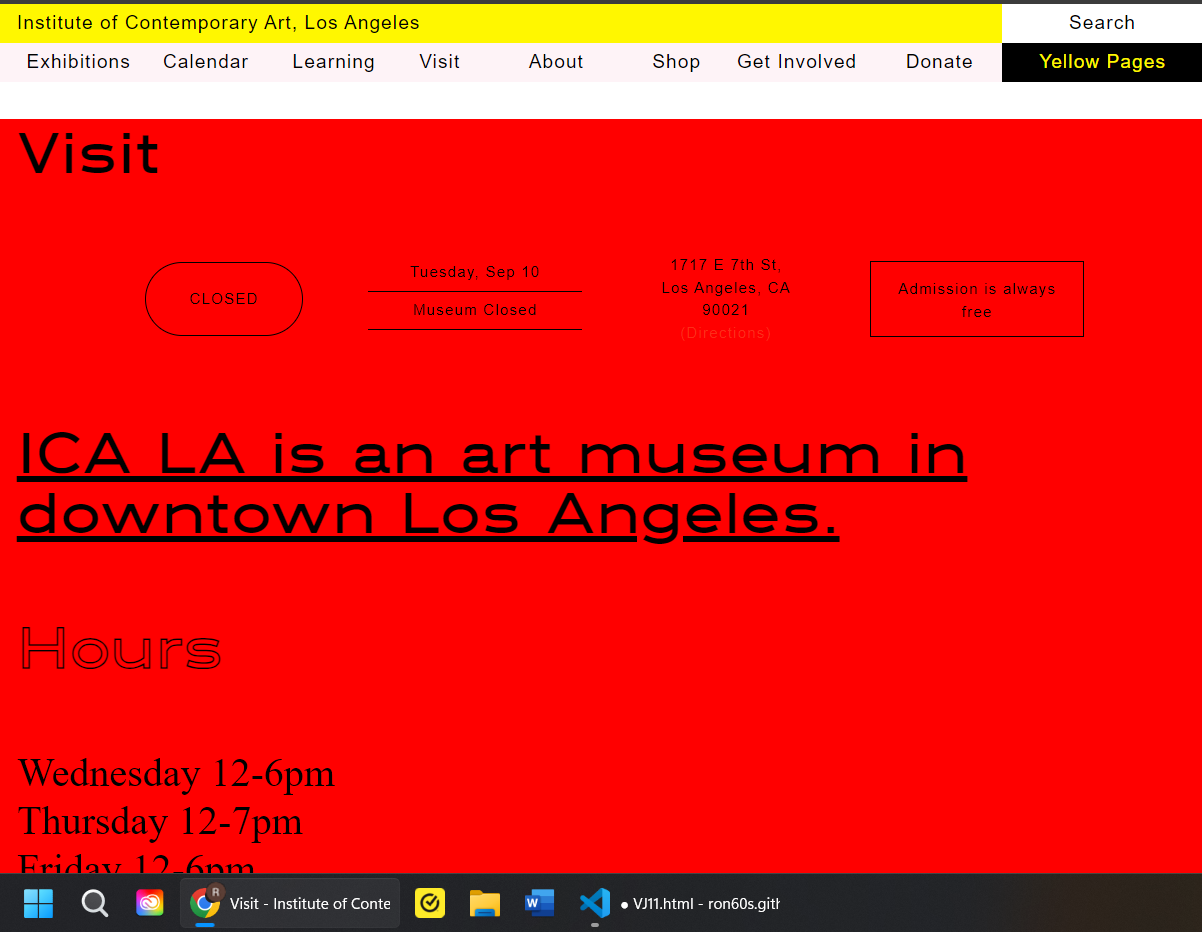 Institute of Contemporary Art, Los Angeles
Search
Exhibitions Calendar Learning Visit About Shop Get Involved Donate Yellow Pages
Visit
CLOSED
Tuesday, Sep 10
Museum Closed
1717 E 7th St,
Los Angeles, CA
90021
(Directions)
Admission is always
free
ICA LA is an art museum in
downtown Los Angeles.
Hours
Wednesday 12-6pm
Thursday 12-7pm
Friday 12-6pm
R
Visit - Institute of Conte
W
● VJ11.html - ron60s.gith